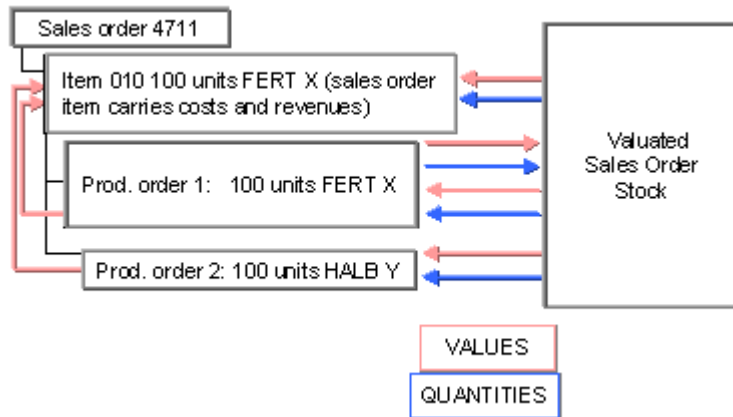 Sales order 4711
Item 010 100 units FERT X (sales order
item carries costs and revenues)
Prod. order 1: 100 units FERT X
Prod. order 2: 100 units HALB Y
Valuated
Sales Order
Stock
VALUES
QUANTITIES